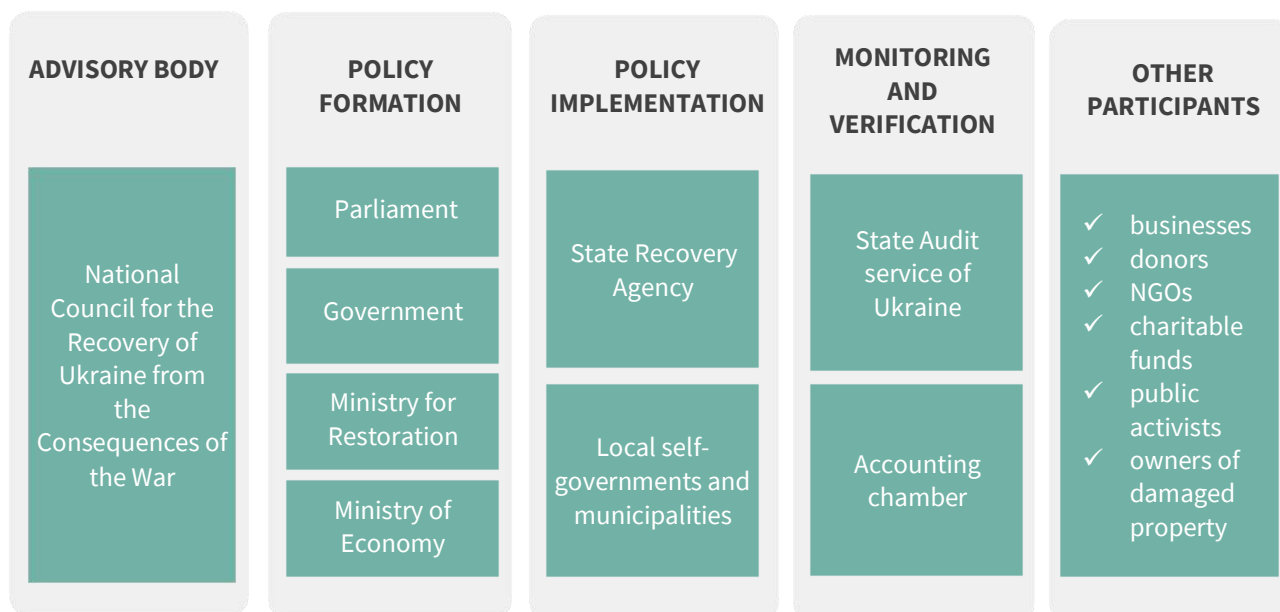 ADVISORY BODY
National
Council for the
Recovery of
Ukraine from
the
Consequences of
the War
POLICY
FORMATION
Parliament
Government
Ministry for
Restoration
Ministry of
Economy
POLICY
IMPLEMENTATION
State Recovery
Agency
Local self-
governments and
municipalities
MONITORING
AND
VERIFICATION
State Audit
service of
Ukraine
Accounting
chamber
OTHER
PARTICIPANTS
✓ businesses
✓ donors
✓ NGOs
✓ charitable
funds
✓ public
activists
✓ owners of
damaged
property